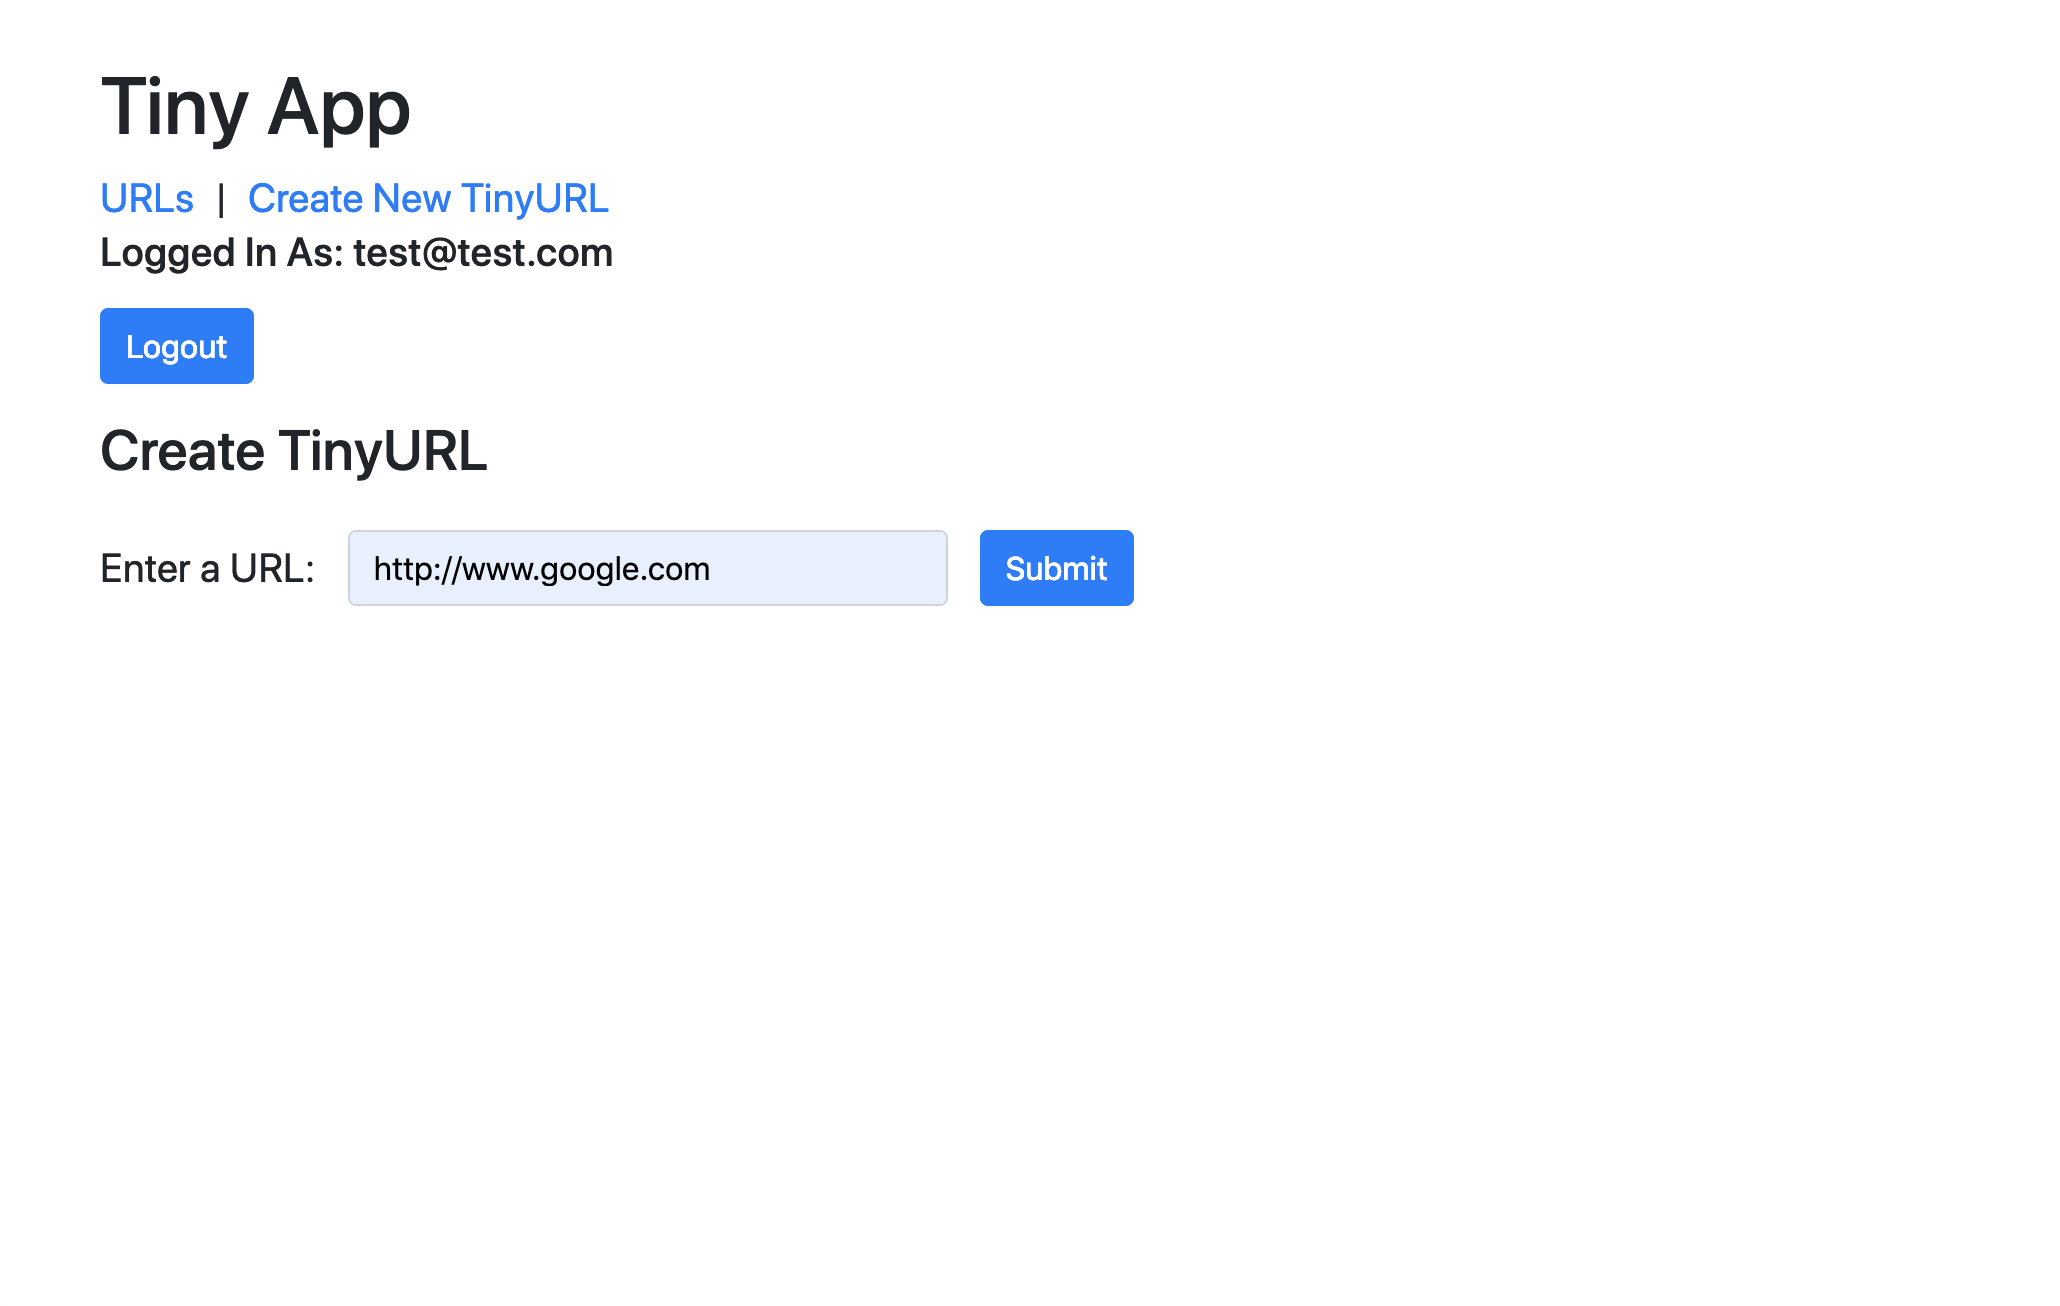 Tiny App
URLs | Create New TinyURL
Logged In As: test@test.com
Logout
Create TinyURL
Enter a URL: http://www.google.com Submit